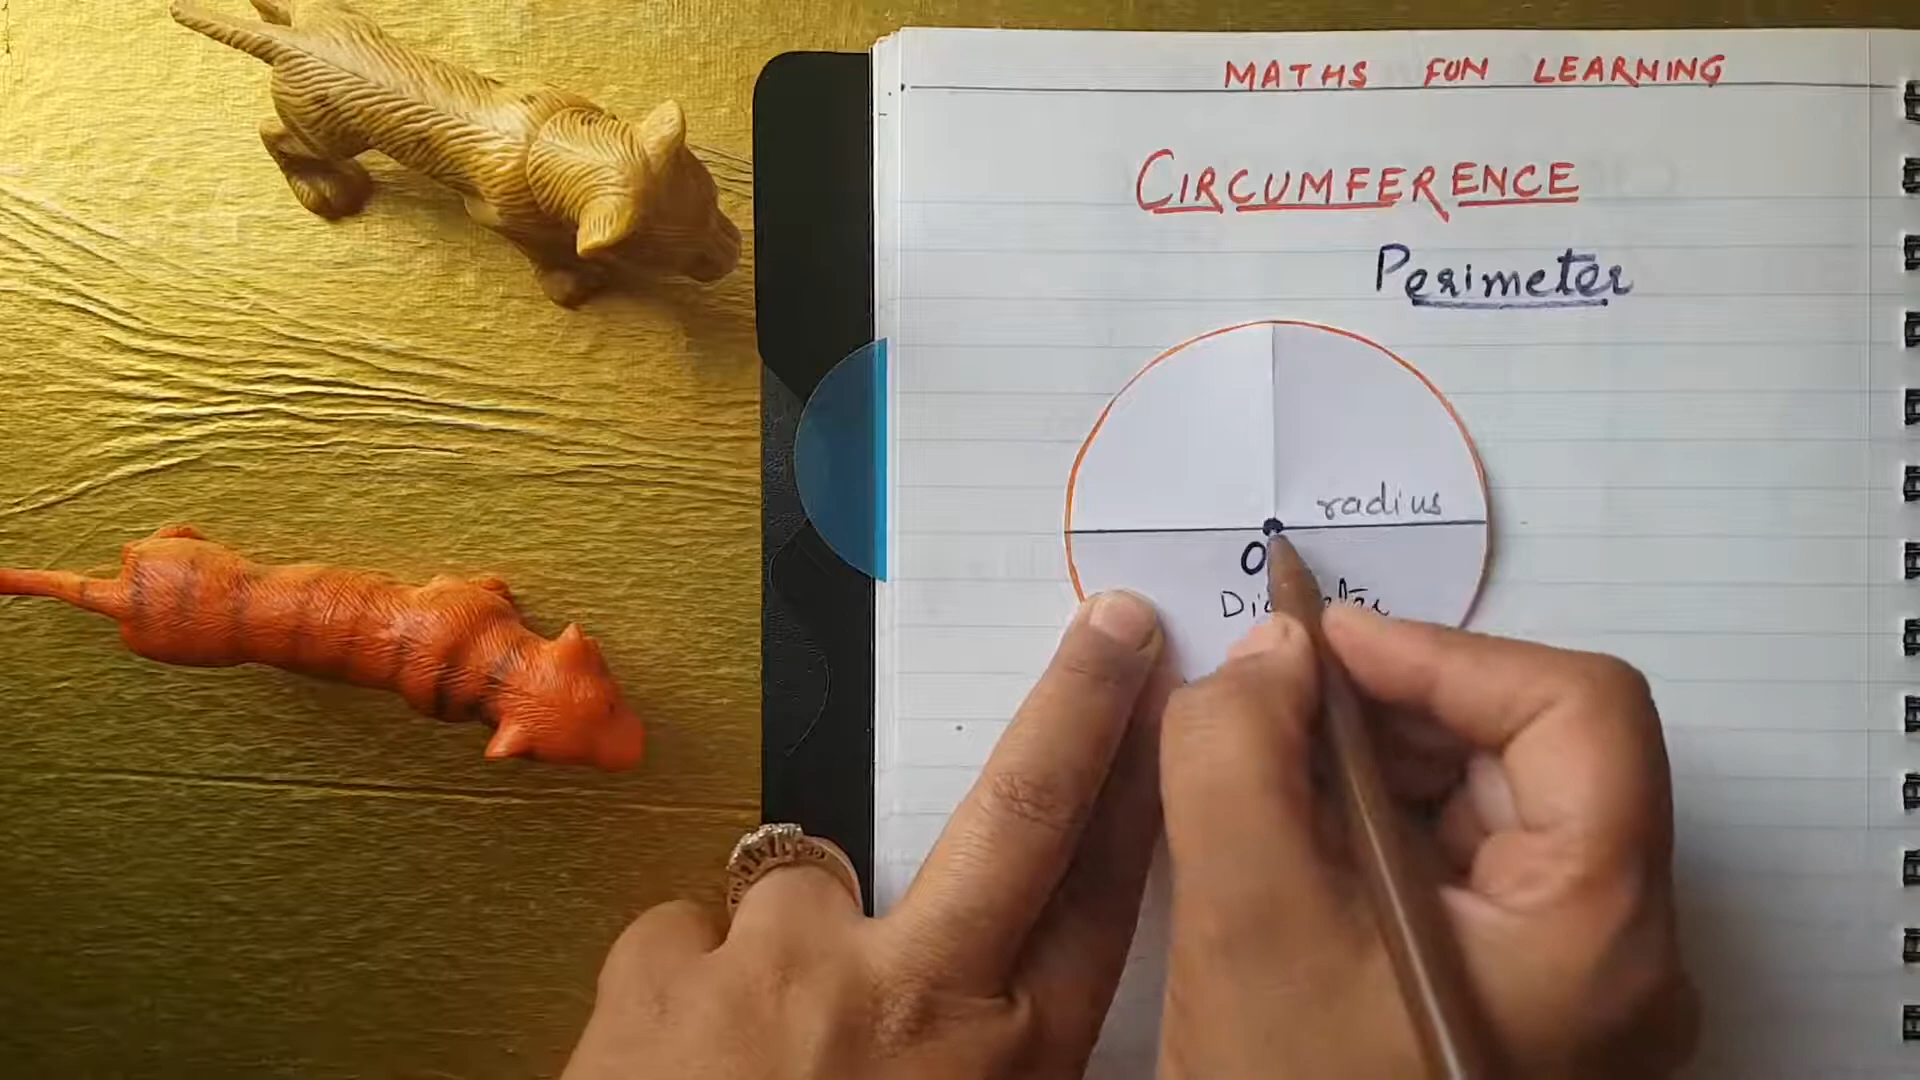 MATHS FUN LEARNING
CIRCUMFERENCE
Perimeter
radius
O